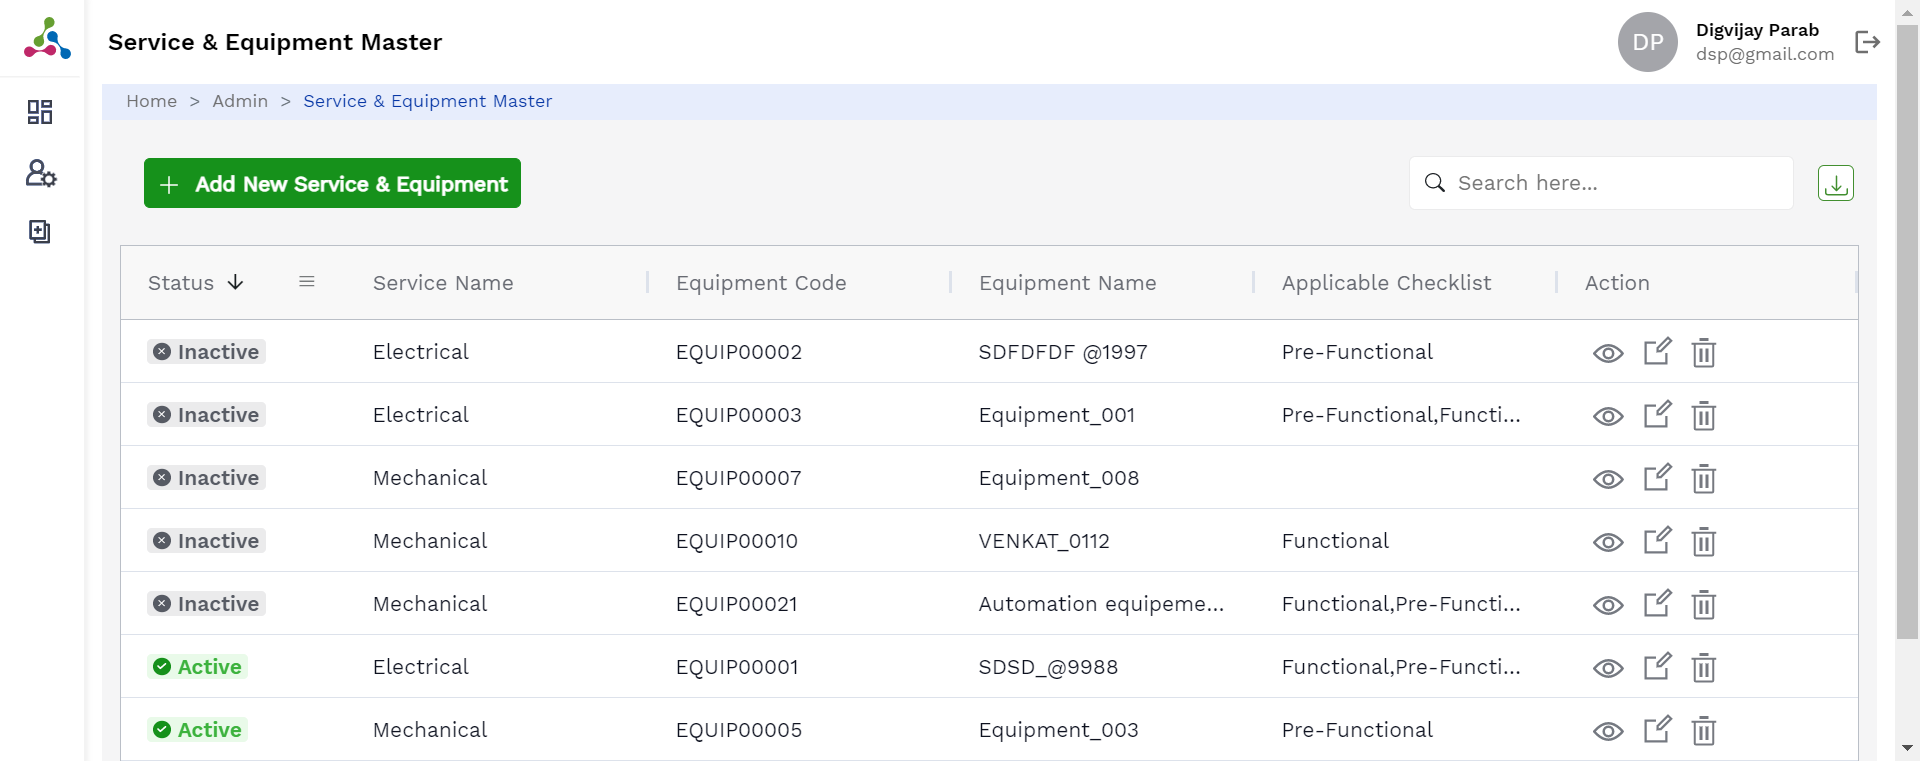 Service & Equipment Master
DP
Digvijay Parab
dsp@gmail.com
Home > Admin > Service & Equipment Master
Add New Service & Equipment
Search here...
Status Service Name Equipment Code Equipment Name Applicable Checklist Action
Inactive Electrical EQUIP00002 SDFDFDF @1997 Pre-Functional
Inactive Electrical EQUIP00003 Equipment_001 Pre-Functional,Functi...
Inactive Mechanical EQUIP00007 Equipment_008
Inactive Mechanical EQUIP00010 VENKAT_0112 Functional
Inactive Mechanical EQUIP00021 Automation equipeme... Functional,Pre-Functi...
Active Electrical EQUIP00001 SDSD_@9988 Functional,Pre-Functi...
Active Mechanical EQUIP00005 Equipment_003 Pre-Functional